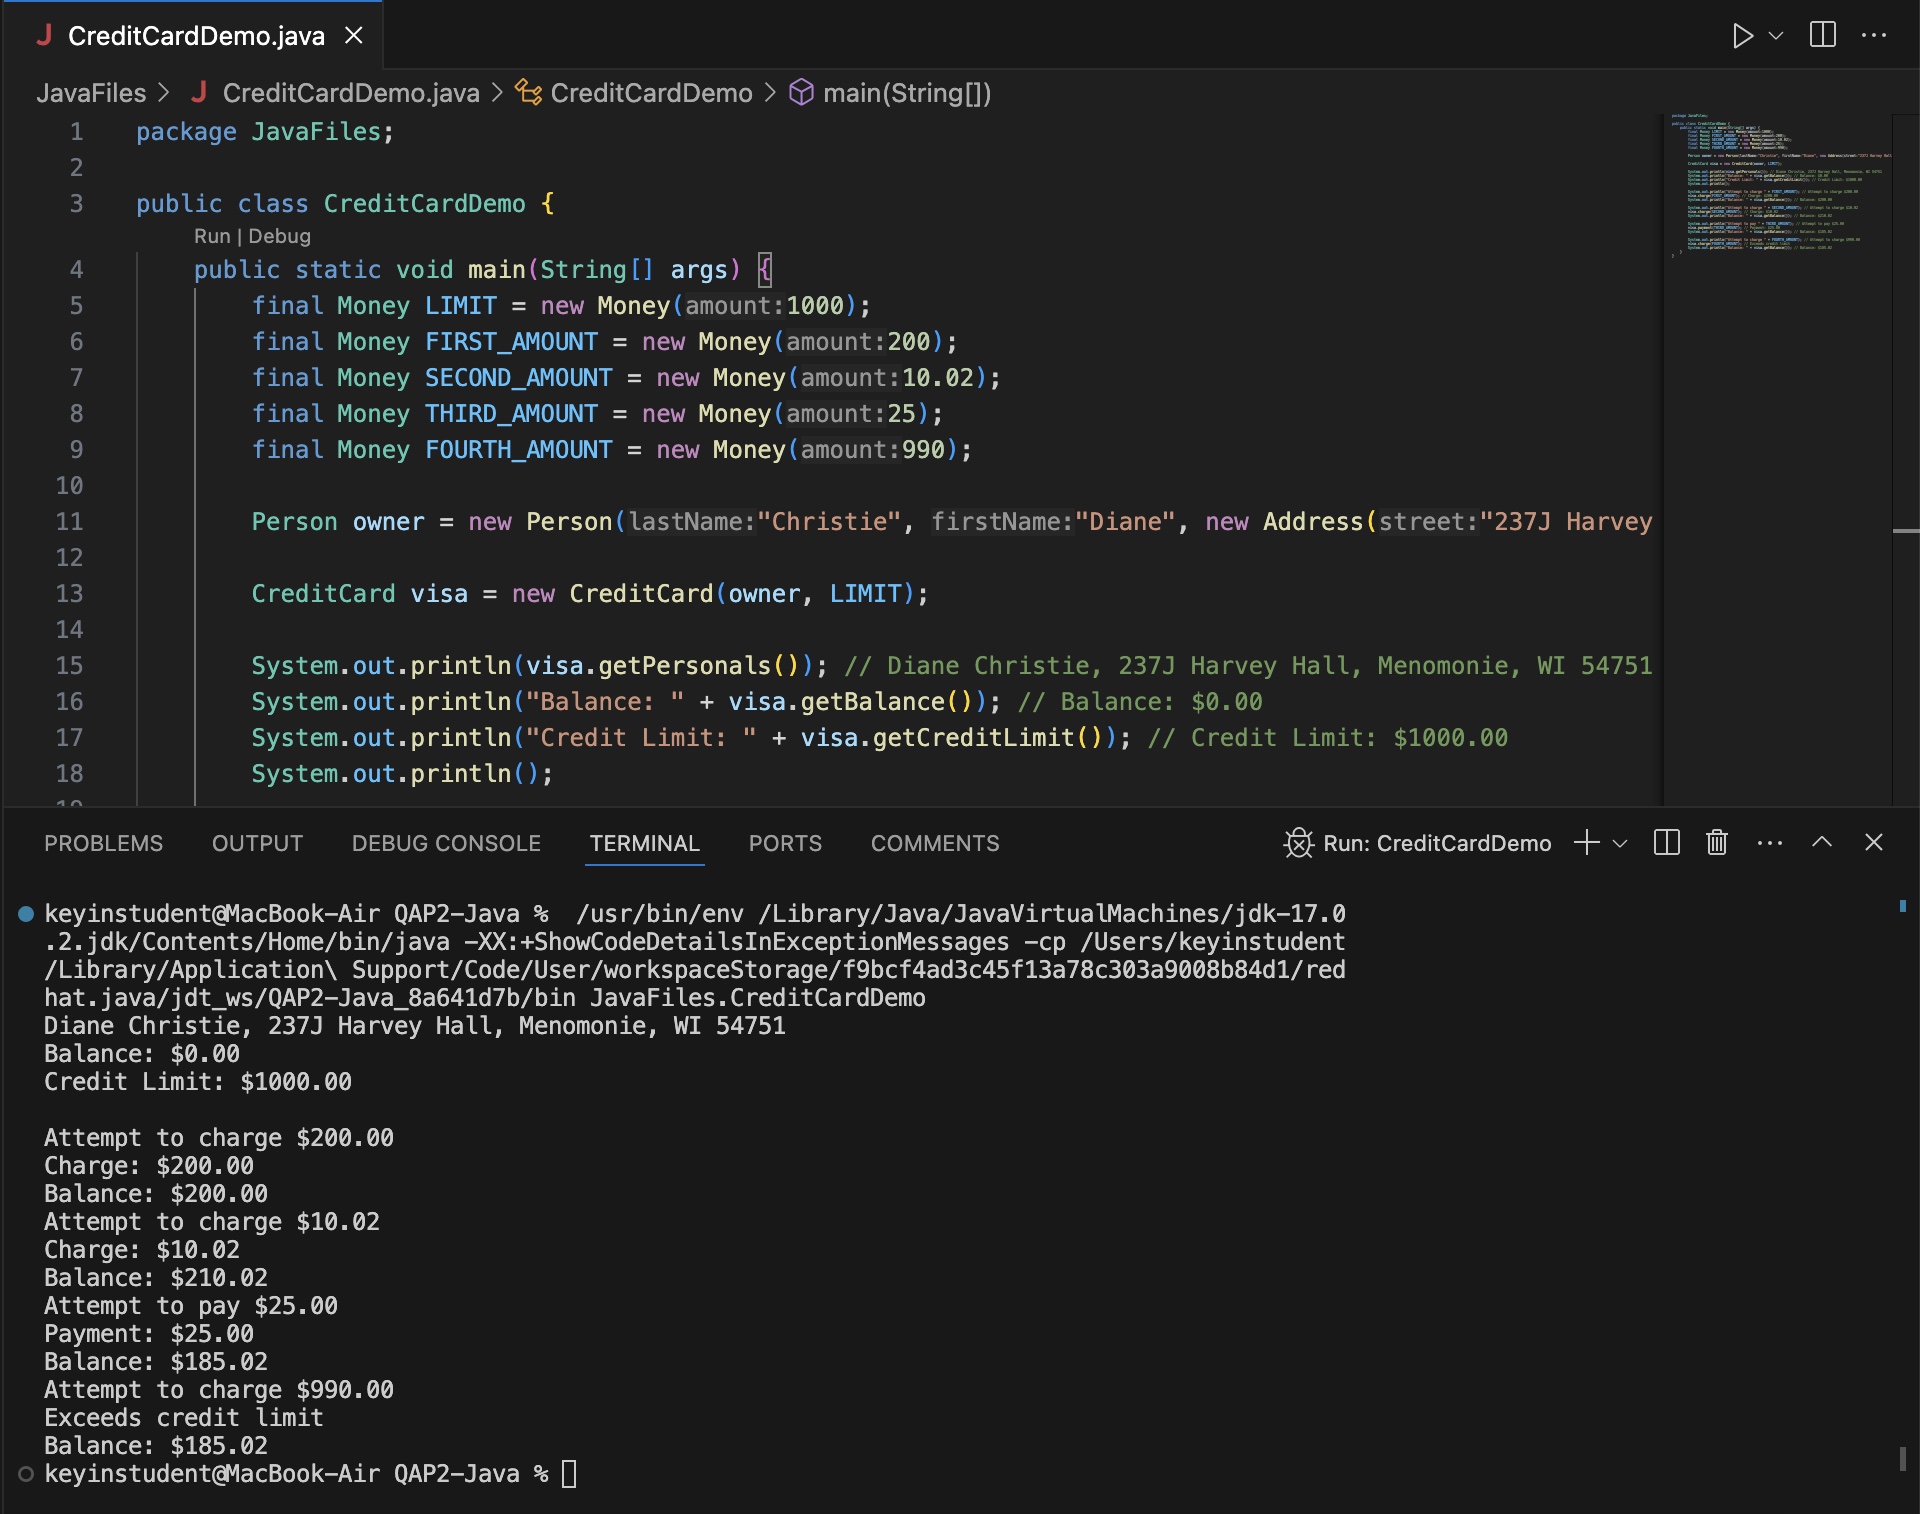 CreditCardDemo.java
JavaFiles > CreditCardDemo.java > CreditCardDemo > main(String[])
1 package JavaFiles;
2
3 public class CreditCardDemo {
Run | Debug
4 public static void main(String[] args) {
5 final Money LIMIT = new Money(amount:1000);
6 final Money FIRST_AMOUNT = new Money(amount:200);
7 final Money SECOND_AMOUNT = new Money(amount:10.02);
8 final Money THIRD_AMOUNT = new Money(amount:25);
9 final Money FOURTH_AMOUNT = new Money(amount:990);
10
11 Person owner = new Person(lastName:"Christie", firstName:"Diane", new Address(street:"237J Harvey
12
13 CreditCard visa = new CreditCard(owner, LIMIT);
14
15 System.out.println(visa.getPersonals()); // Diane Christie, 237J Harvey Hall, Menomonie, WI 54751
16 System.out.println("Balance: " + visa.getBalance()); // Balance: $0.00
17 System.out.println("Credit Limit: " + visa.getCreditLimit()); // Credit Limit: $1000.00
18 System.out.println();
PROBLEMS OUTPUT DEBUG CONSOLE TERMINAL PORTS COMMENTS Run: CreditCardDemo
keyinstudent@MacBook-Air QAP2-Java % /usr/bin/env /Library/Java/JavaVirtualMachines/jdk-17.0
.2.jdk/Contents/Home/bin/java -XX:+ShowCodeDetailsInExceptionMessages -cp /Users/keyinstudent
/Library/Application\ Support/Code/User/workspaceStorage/f9bcf4ad3c45f13a78c303a9008b84d1/red
hat.java/jdt_ws/QAP2-Java_8a641d7b/bin JavaFiles.CreditCardDemo
Diane Christie, 237J Harvey Hall, Menomonie, WI 54751
Balance: $0.00
Credit Limit: $1000.00
Attempt to charge $200.00
Charge: $200.00
Balance: $200.00
Attempt to charge $10.02
Charge: $10.02
Balance: $210.02
Attempt to pay $25.00
Payment: $25.00
Balance: $185.02
Attempt to charge $990.00
Exceeds credit limit
Balance: $185.02
keyinstudent@MacBook-Air QAP2-Java %